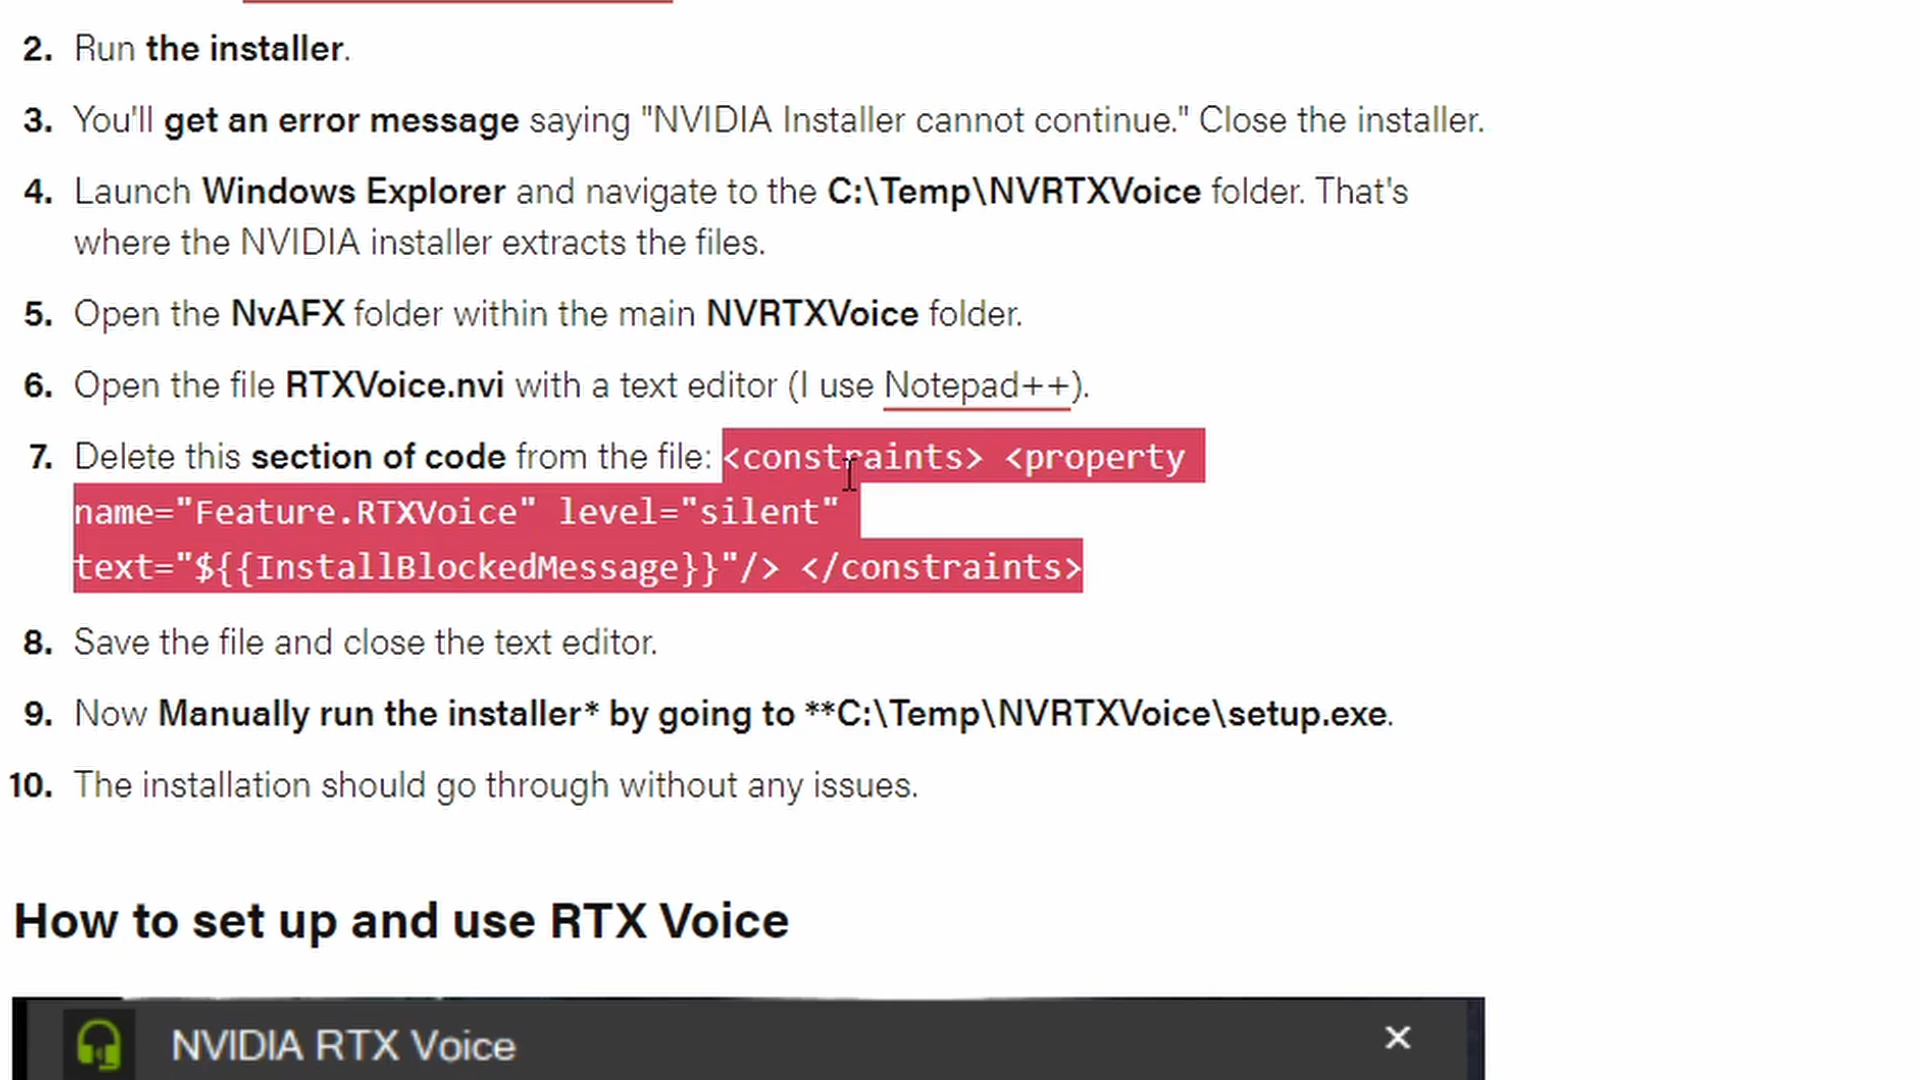 2. Run the installer.
3. You'll get an error message saying "NVIDIA Installer cannot continue." Close the installer.
4. Launch Windows Explorer and navigate to the C:\Temp\NVRTXVoice folder. That's
where the NVIDIA installer extracts the files.
5. Open the NvAFX folder within the main NVRTXVoice folder.
6. Open the file RTXVoice.nvi with a text editor (I use Notepad++).
7. Delete this section of code from the file: <constraints> <property
name="Feature.RTXVoice" level="silent"
text="${{InstallBlockedMessage}}"/> </constraints>
8. Save the file and close the text editor.
9. Now Manually run the installer* by going to **C:\Temp\NVRTXVoice\setup.exe.
10. The installation should go through without any issues.
How to set up and use RTX Voice
NVIDIA RTX Voice